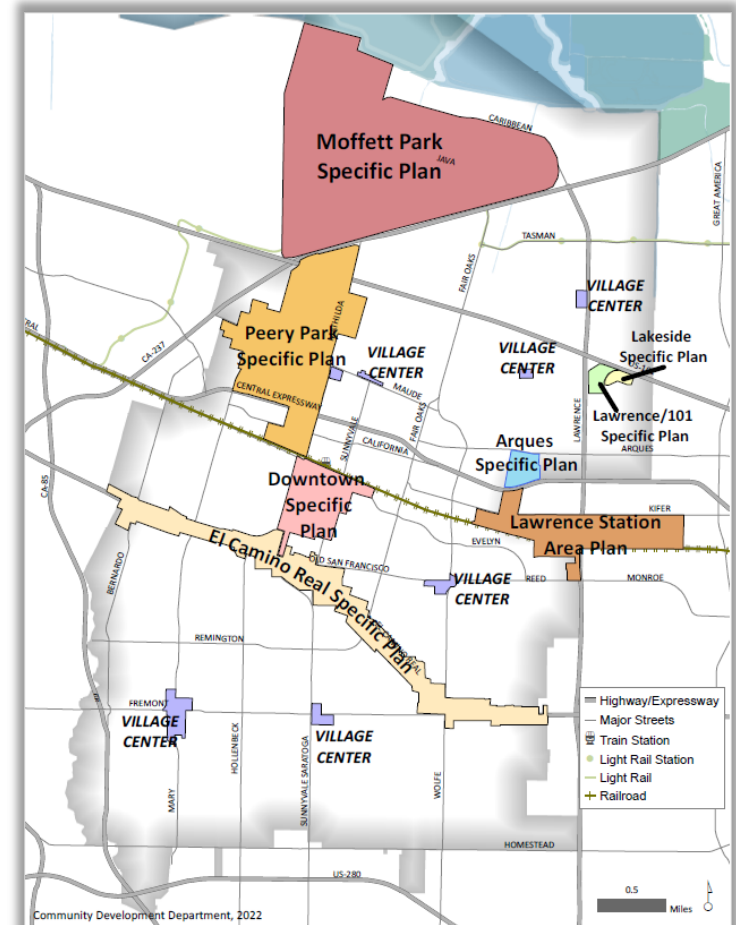 CARIBBEAN
Moffett Park
Specific Plan
JAVA
GREAT AMERICA
TASMAN
FAIR OAKS
VILLAGE
CENTER
Peery Park
Specific Plan
CA-237
VILLAGE
CENTER
VILLAGE
CENTER
Lakeside
Specific Plan
MAUDE
CENTRAL EXPRESSWAY
SUNNYVALE
FAIR OAKS
LAWRENCE
Lawrence/101
Specific Plan
CALIFORNIA
ARQUES
Arques
Specific Plan
CA-85
Downtown
Specific
Plan
KIFER
Lawrence Station
Area Plan
EVELYN
El Camino Real Specific Plan
OLD SAN FRANCISCO
REED
MONROE
BERNARDO
VILLAGE
CENTER
REMINGTON
FREMONT
VILLAGE
CENTER
VILLAGE
CENTER
HOLLENBECK
SUNNYVALE SARATOGA
MARY
WOLFE
Highway/Expressway
Major Streets
Train Station
Light Rail Station
Light Rail
Railroad
HOMESTEAD
US-280
0.5
Miles
Community Development Department, 2022